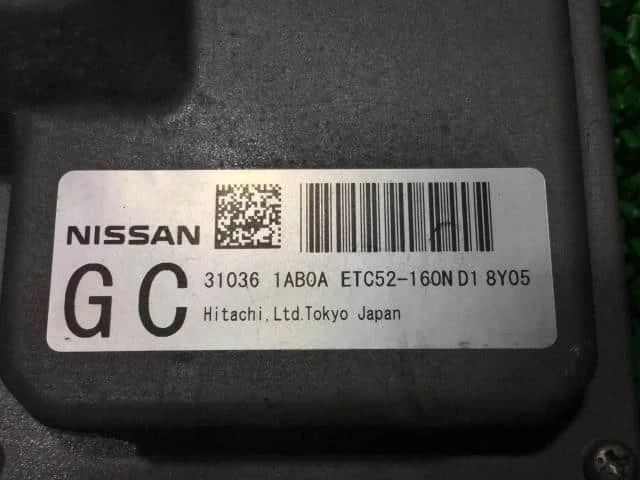 NISSAN
GC 31036 1AB0A ETC52-160N D1 8Y05
Hitachi,Ltd.Tokyo Japan